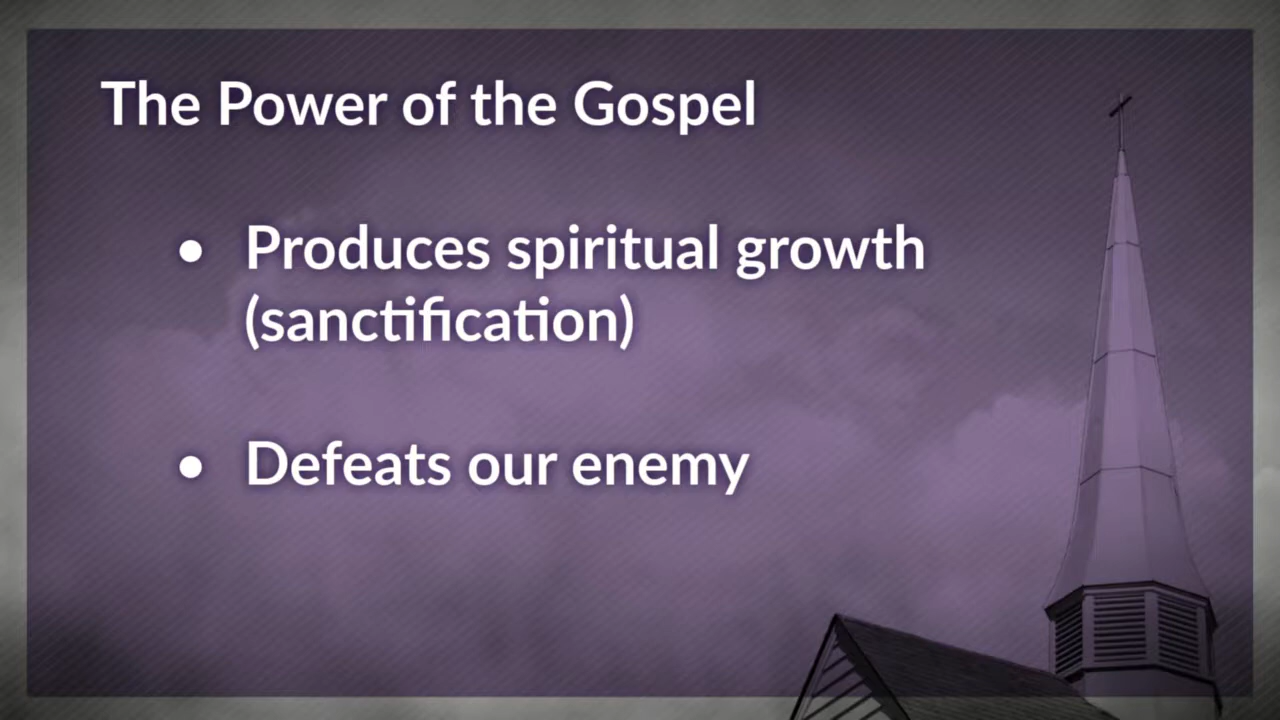 The Power of the Gospel
• Produces spiritual growth
(sanctification)
• Defeats our enemy